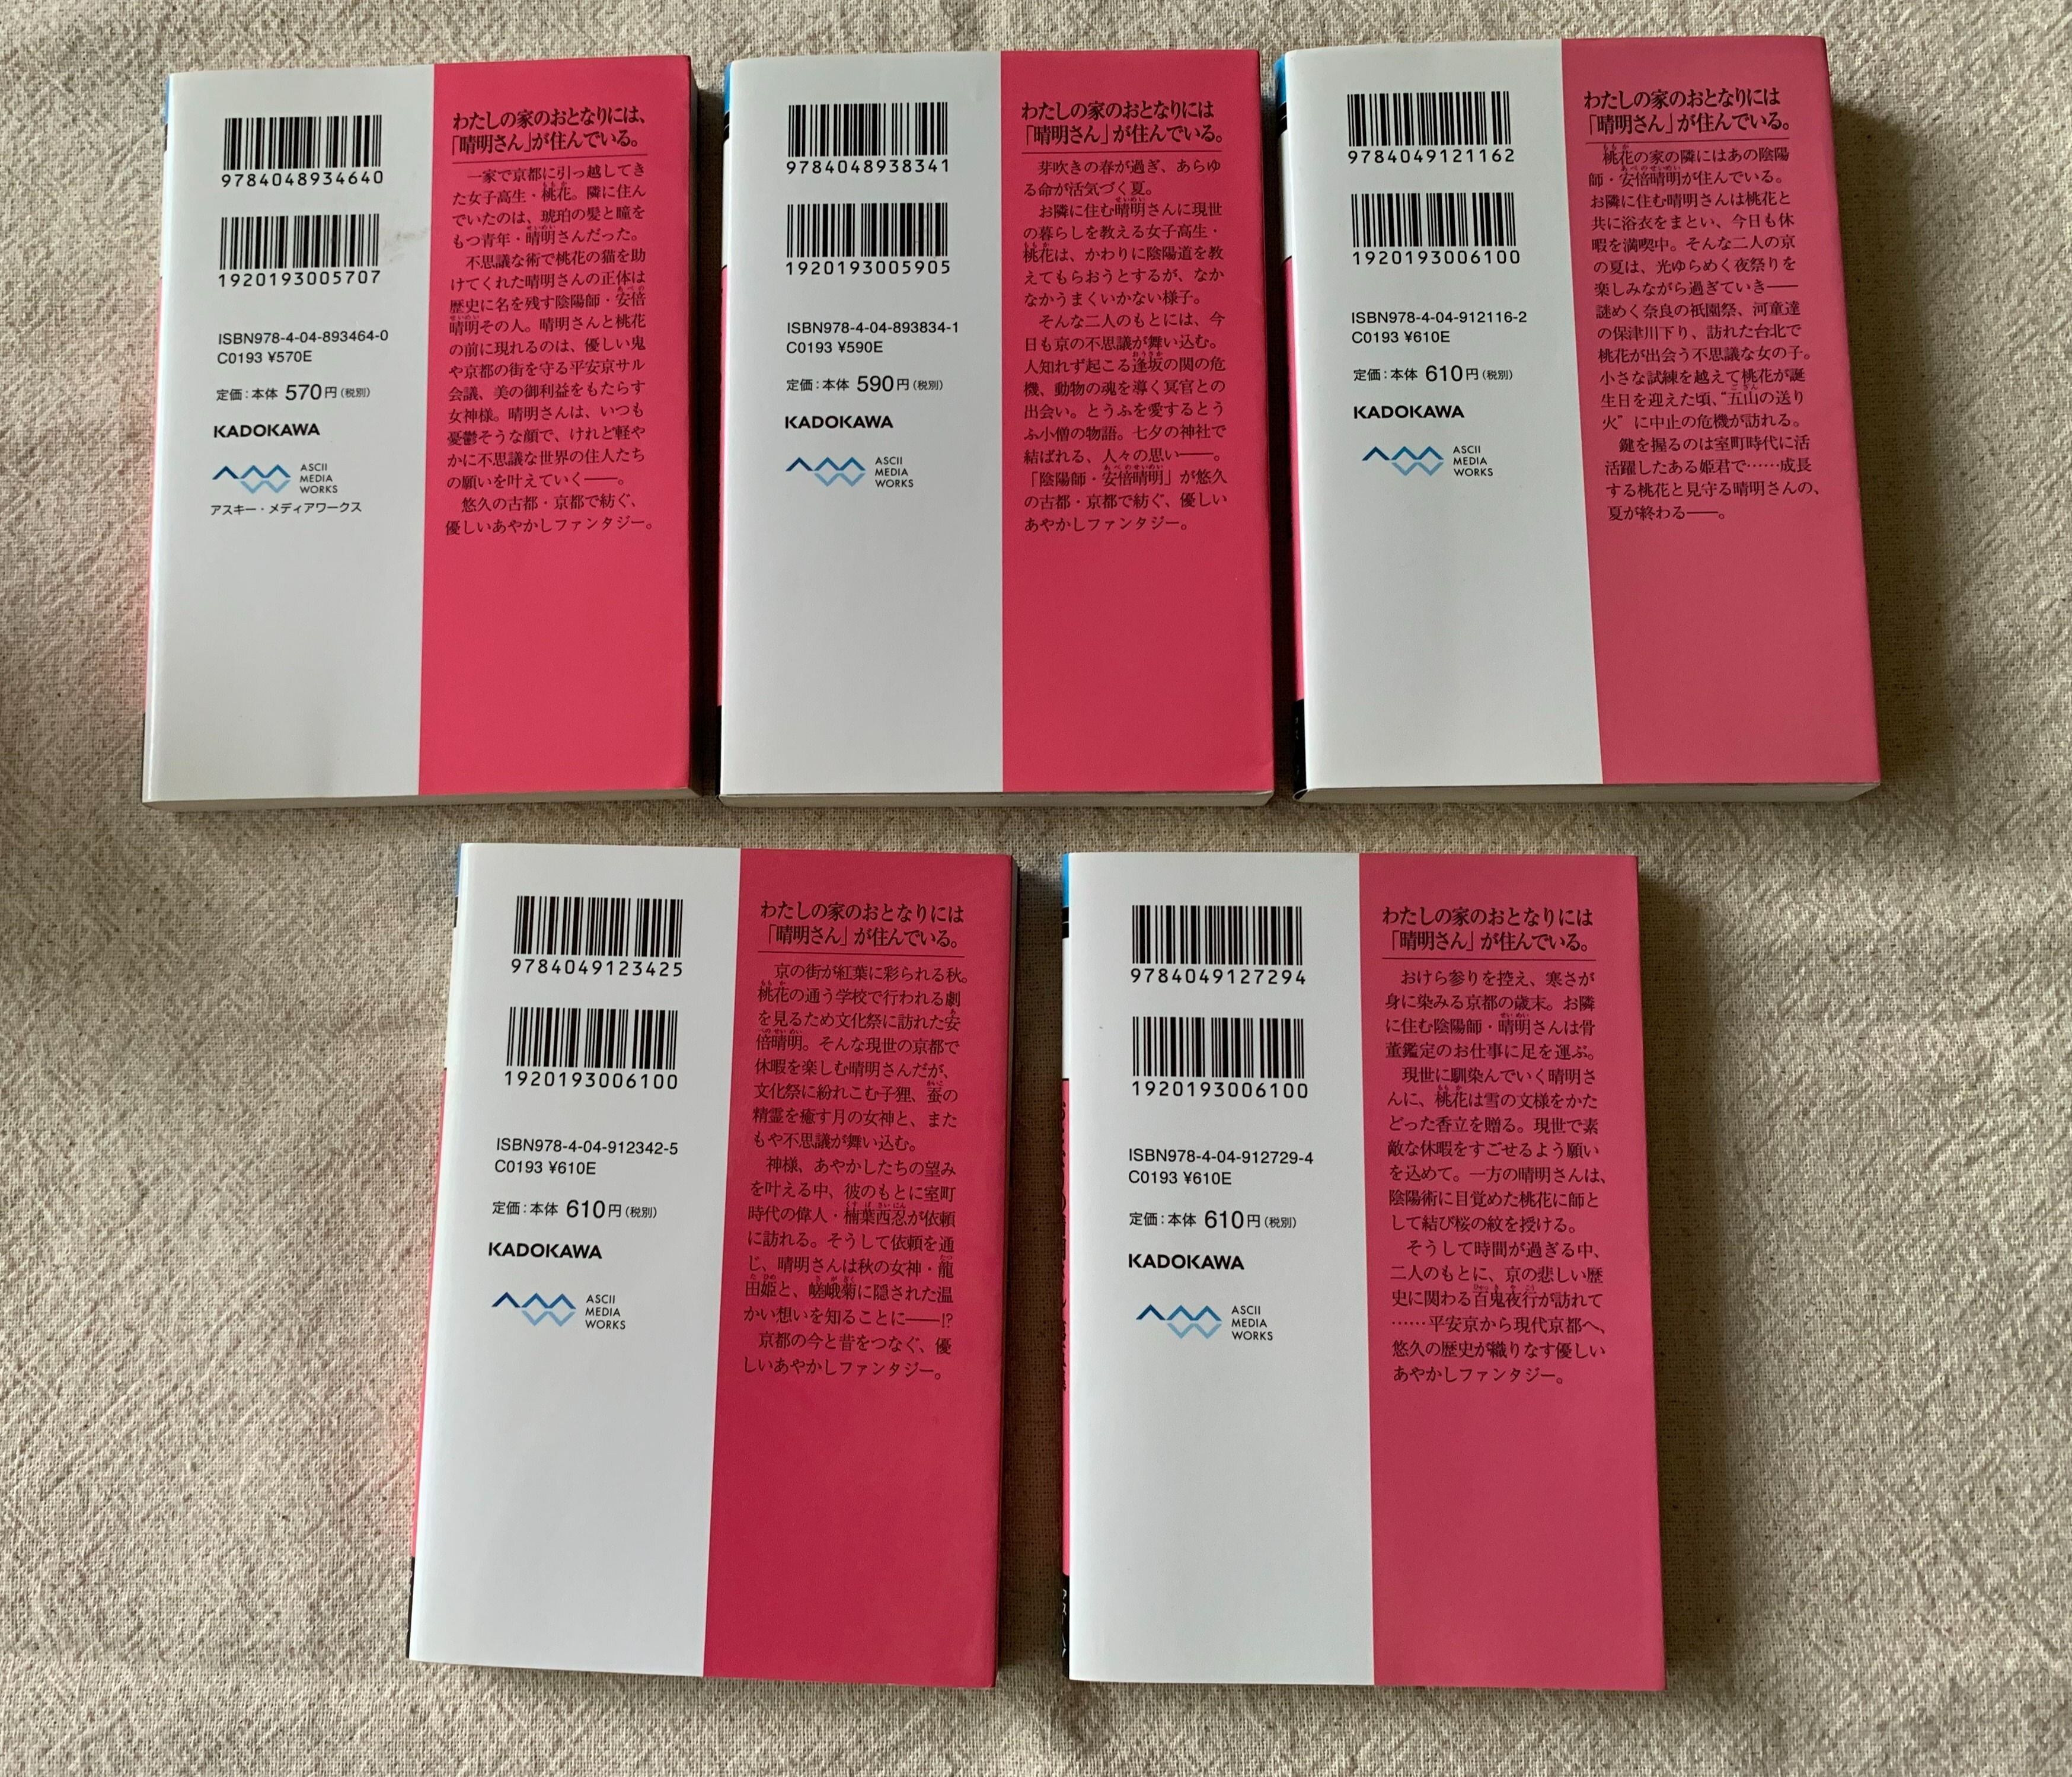 9784048934640
1920193005707
ISBN978-4-04-893464-0
C0193 ¥570E
定価：本体 570円（税別）
KADOKAWA
ASCII
MEDIA
WORKS
アスキー・メディアワークス
わたしの家のおとなりには、
「晴明さん」が住んでいる。
一家で京都に引っ越してき
た女子高生・桃花。隣に住ん
でいたのは、琥珀の髪と瞳を
もつ青年・晴明さんだった。
不思議な術で桃花の猫を助
けてくれた晴明さんの正体は
歴史に名を残す陰陽師・安倍
晴明その人。晴明さんと桃花
の前に現れるのは、優しい鬼
や京都の街を守る平安京サル
会議、美の御利益をもたらす
女神様。晴明さんは、いつも
憂鬱そうな顔で、けれど軽や
かに不思議な世界の住人たち
の願いを叶えていく――。
悠久の古都・京都で紡ぐ、
優しいあやかしファンタジー。
9784048938341
1920193005905
ISBN978-4-04-893834-1
C0193 ¥590E
定価：本体 590円（税別）
KADOKAWA
ASCII
MEDIA
WORKS
わたしの家のおとなりには
「晴明さん」が住んでいる。
芽吹きの春が過ぎ、あらゆ
る命が活気づく夏。
お隣に住む晴明さんに現世
の暮らしを教える女子高生・
桃花は、かわりに陰陽道を教
えてもらおうとするが、なか
なかうまくいかない様子。
そんな二人のもとには、今
日も京の不思議が舞い込む。
人知れず起こる逢坂の関の危
機、動物の魂を導く冥官との
出会い。とうふを愛するとう
ふ小僧の物語。七夕の神社で
結ばれる、人々の思い――。
「陰陽師・安倍晴明」が悠久
の古都・京都で紡ぐ、優しい
あやかしファンタジー。
9784049121162
1920193006100
ISBN978-4-04-912116-2
C0193 ¥610E
定価：本体 610円（税別）
KADOKAWA
ASCII
MEDIA
WORKS
わたしの家のおとなりには
「晴明さん」が住んでいる。
桃花の家の隣にはあの陰陽
師・安倍晴明が住んでいる。
お隣に住む晴明さんは桃花と
共に浴衣をまとい、今日も休
暇を満喫中。そんな二人の京
の夏は、光ゆらめく夜祭りを
楽しみながら過ぎていき――
謎めく奈良の祇園祭、河童達
の保津川下り、訪れた台北で
桃花が出会う不思議な女の子。
小さな試練を越えて桃花が誕
生日を迎えた頃、“五山の送り
火”に中止の危機が訪れる。
鍵を握るのは室町時代に活
活躍したある姫君で……成長
する桃花と見守る晴明さんの、
夏が終わる――。
9784049123425
1920193006100
ISBN978-4-04-912342-5
C0193 ¥610E
定価：本体 610円（税別）
KADOKAWA
ASCII
MEDIA
WORKS
わたしの家のおとなりには
「晴明さん」が住んでいる。
京の街が紅葉に彩られる秋。
桃花の通う学校で行われる劇
を見るため文化祭に訪れた安
倍晴明。そんな現世の京都で
休暇を楽しむ晴明さんだが、
文化祭に紛れこむ子狸、蚕の
精霊を癒す月の女神と、また
もや不思議が舞い込む。
神様、あやかしたちの望み
を叶える中、彼のもとに室町
時代の偉人・楠葉西忍が依頼
に訪れる。そうして依頼を通
じ、晴明さんは秋の女神・龍
田姫と、嵯峨菊に隠された温
かい想いを知ることに――!?
京都の今と昔をつなぐ、優
しいあやかしファンタジー。
9784049127294
1920193006100
ISBN978-4-04-912729-4
C0193 ¥610E
定価：本体 610円（税別）
KADOKAWA
ASCII
MEDIA
WORKS
わたしの家のおとなりには
「晴明さん」が住んでいる。
おけら参りを控え、寒さが
身に染みる京都の歳末。お隣
に住む陰陽師・晴明さんは骨
董鑑定のお仕事に足を運ぶ。
現世に馴染んでいく晴明さ
んに、桃花は雪の文様をかた
どった香立を贈る。現世で素
敵な休暇をすごせるよう願い
を込めて。一方の晴明さんは、
陰陽術に目覚めた桃花に師と
して結び桜の紋を授ける。
そうして時間が過ぎる中、
二人のもとに、京の悲しい歴
史に関わる百鬼夜行が訪れて
……平安京から現代京都へ、
悠久の歴史が織りなす優しい
あやかしファンタジー。